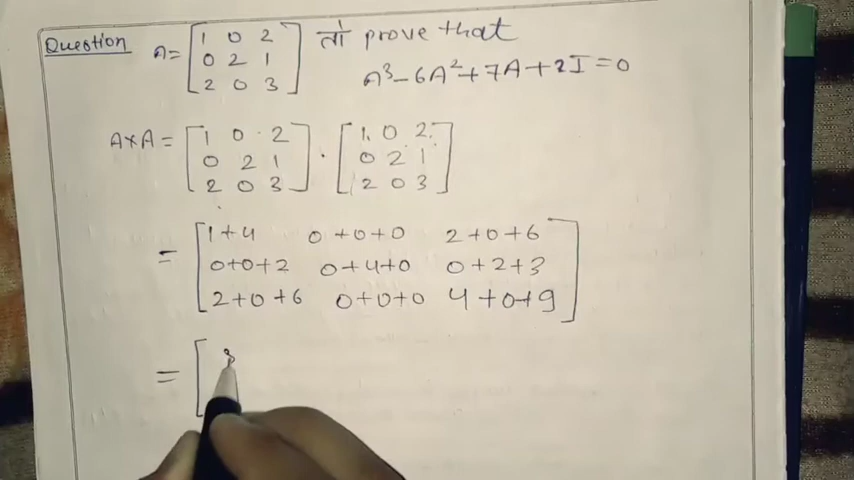 Question A = [1 0 2 तो prove that
0 2 1
2 0 3] A³ - 6A² + 7A + 2I = 0
A×A = [1 0 2 . [1 0 2
0 2 1 0 2 1
2 0 3] 2 0 3]
= [1+4 0+0+0 2+0+6
0+0+2 0+4+0 0+2+3
2+0+6 0+0+0 4+0+9]
= [